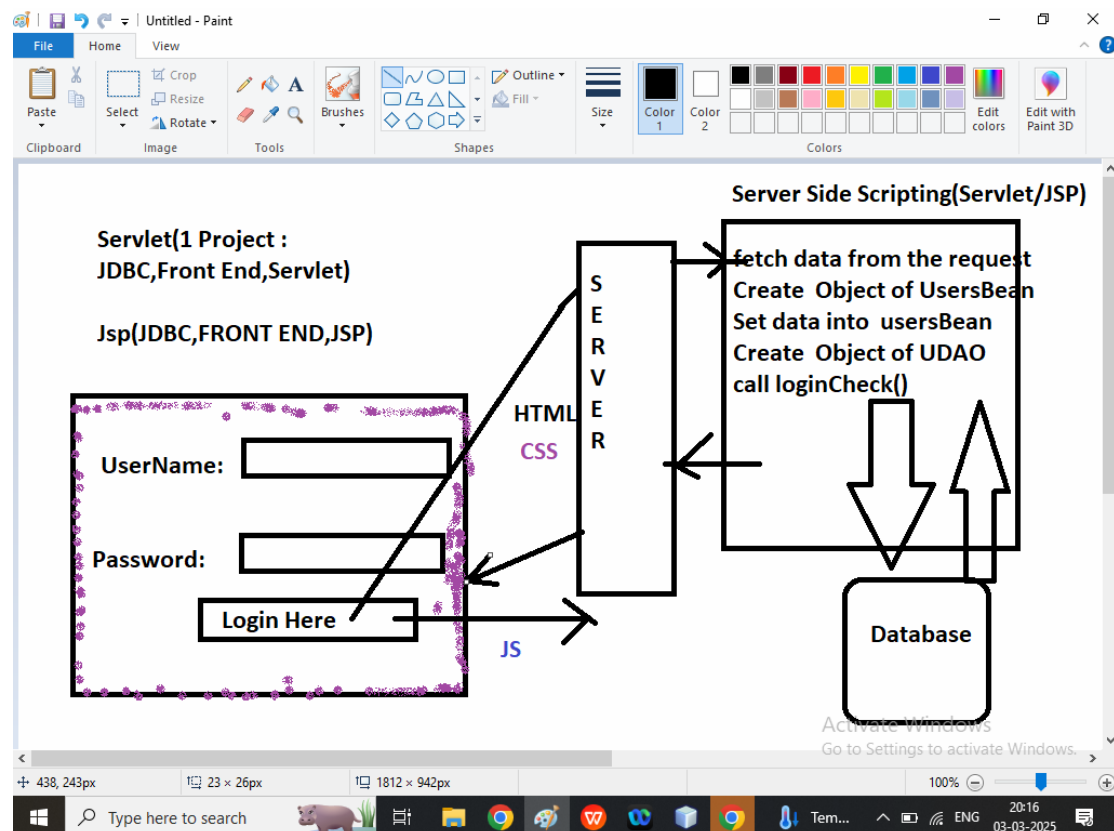 Untitled - Paint
File
Home
View
Paste
Clipboard
Select
Crop
Resize
Rotate
Image
A
Tools
Brushes
Outline
Fill
Shapes
Size
Color 1
Color 2
Edit colors
Edit with Paint 3D
Colors
Server Side Scripting(Servlet/JSP)
Servlet(1 Project :
JDBC,Front End,Servlet)
Jsp(JDBC,FRONT END,JSP)
SERVER
fetch data from the request
Create Object of UsersBean
Set data into usersBean
Create Object of UDAO
call loginCheck()
HTML
CSS
UserName:
Password:
Login Here
JS
Database
Activate Windows
Go to Settings to activate Windows.
438, 243px
23 × 26px
1812 × 942px
100%
Type here to search
Tem...
ENG
20:16
03-03-2025